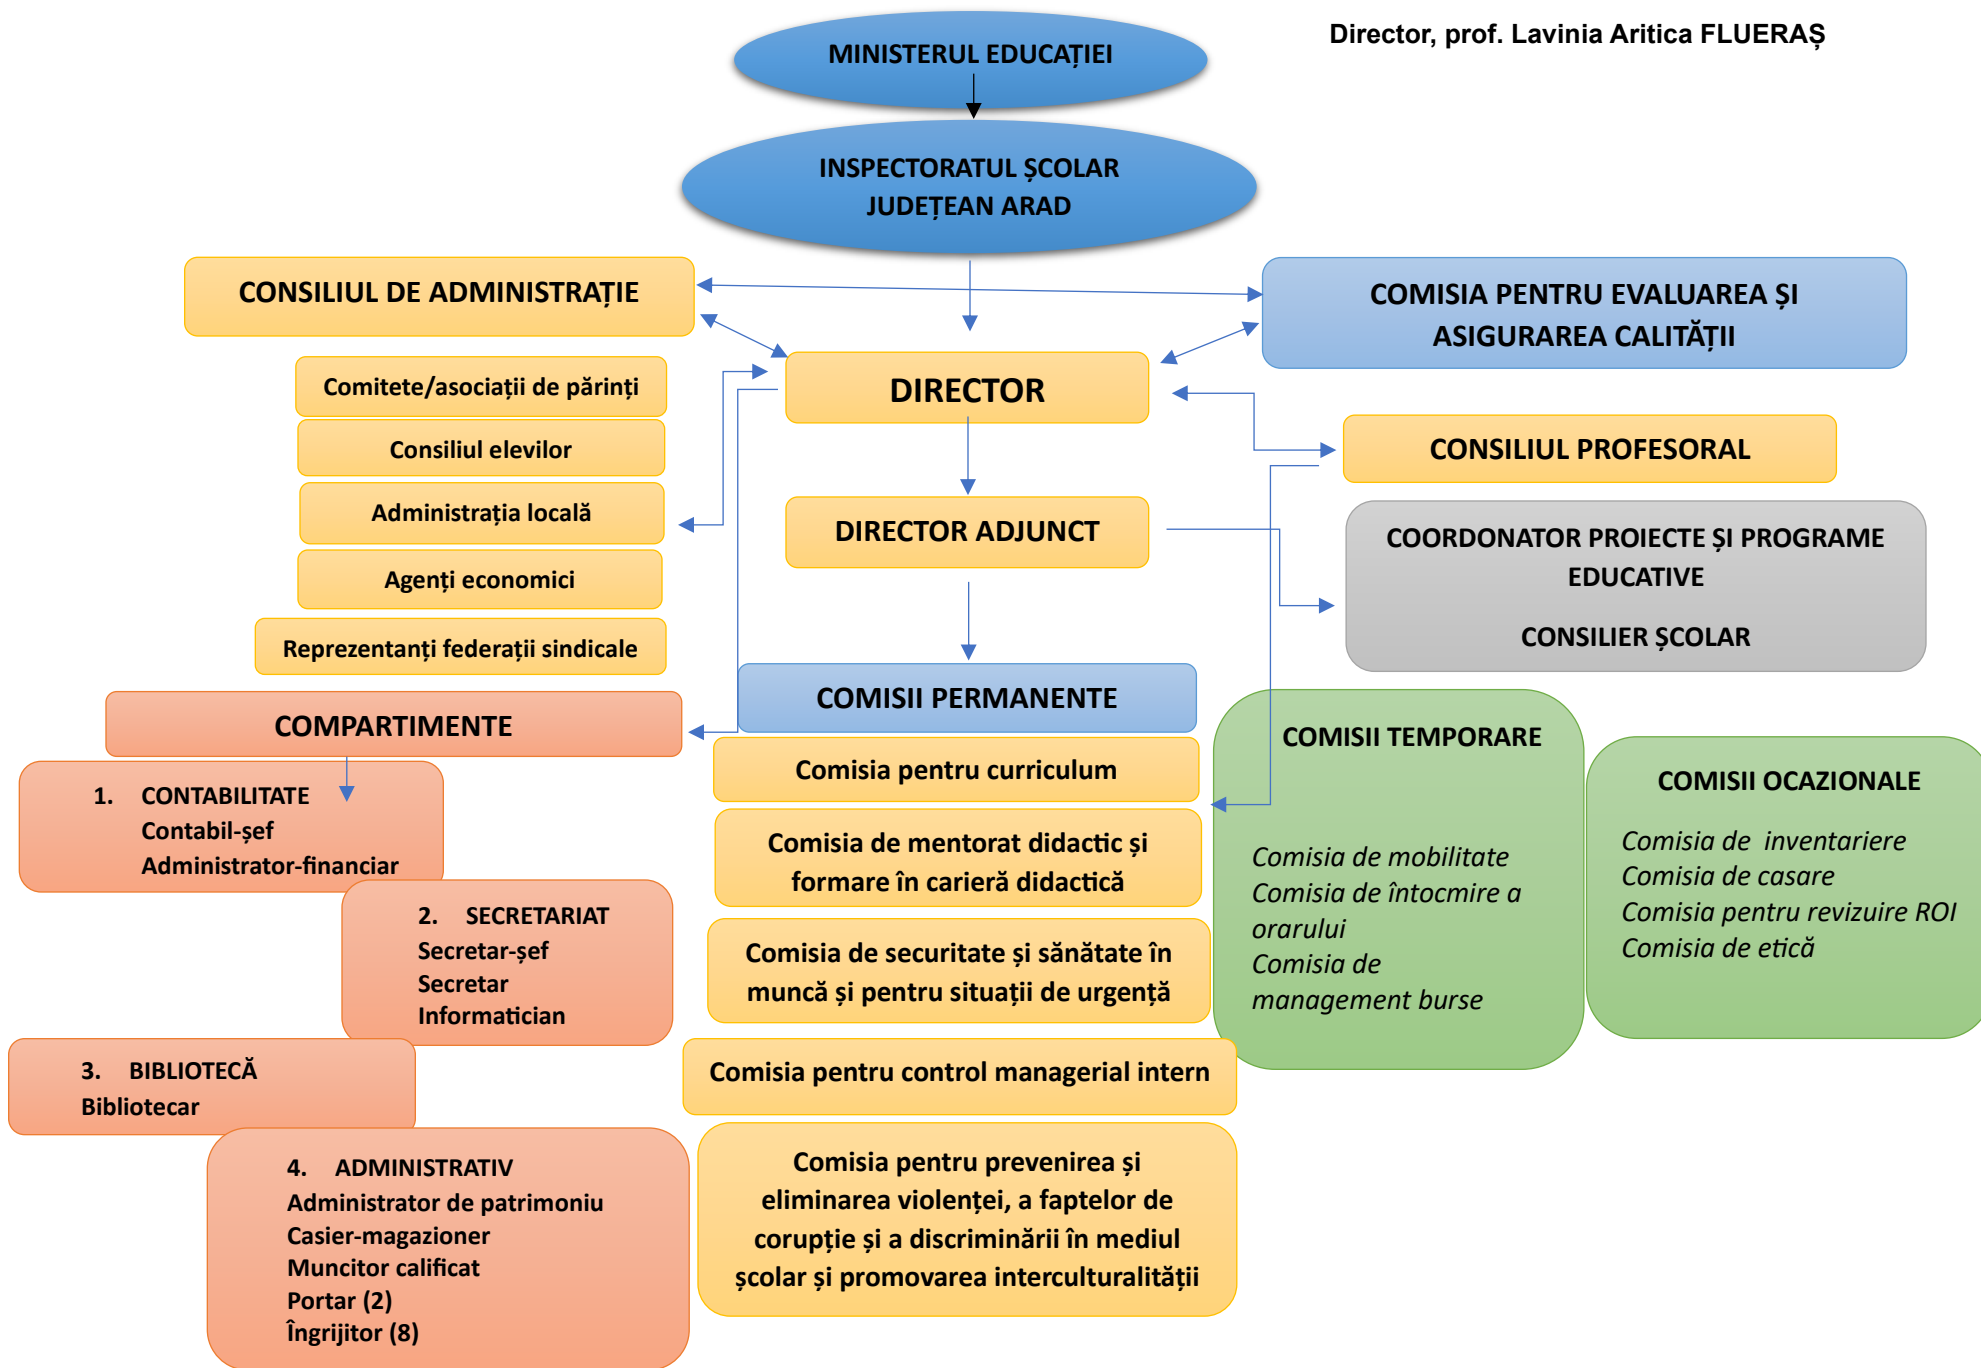 Director, prof. Lavinia Aritica FLUERAȘ
MINISTERUL EDUCAȚIEI
INSPECTORATUL ȘCOLAR
JUDEȚEAN ARAD
CONSILIUL DE ADMINISTRAȚIE
COMISIA PENTRU EVALUAREA ȘI
ASIGURAREA CALITĂȚII
DIRECTOR
Comitete/asociații de părinți
Consiliul elevilor
Administrația locală
Agenți economici
Reprezentanți federații sindicale
CONSILIUL PROFESORAL
DIRECTOR ADJUNCT
COORDONATOR PROIECTE ȘI PROGRAME
EDUCATIVE
CONSILIER ȘCOLAR
COMPARTIMENTE
1. CONTABILITATE
Contabil-șef
Administrator-financiar
2. SECRETARIAT
Secretar-șef
Secretar
Informatician
3. BIBLIOTECĂ
Bibliotecar
4. ADMINISTRATIV
Administrator de patrimoniu
Casier-magazioner
Muncitor calificat
Portar (2)
Îngrijitor (8)
COMISII PERMANENTE
Comisia pentru curriculum
Comisia de mentorat didactic și
formare în carieră didactică
Comisia de securitate și sănătate în
muncă și pentru situații de urgență
Comisia pentru control managerial intern
Comisia pentru prevenirea și
eliminarea violenței, a faptelor de
corupție și a discriminării în mediul
școlar și promovarea interculturalității
COMISII TEMPORARE
Comisia de mobilitate
Comisia de întocmire a
orarului
Comisia de
management burse
COMISII OCAZIONALE
Comisia de inventariere
Comisia de casare
Comisia pentru revizuire ROI
Comisia de etică